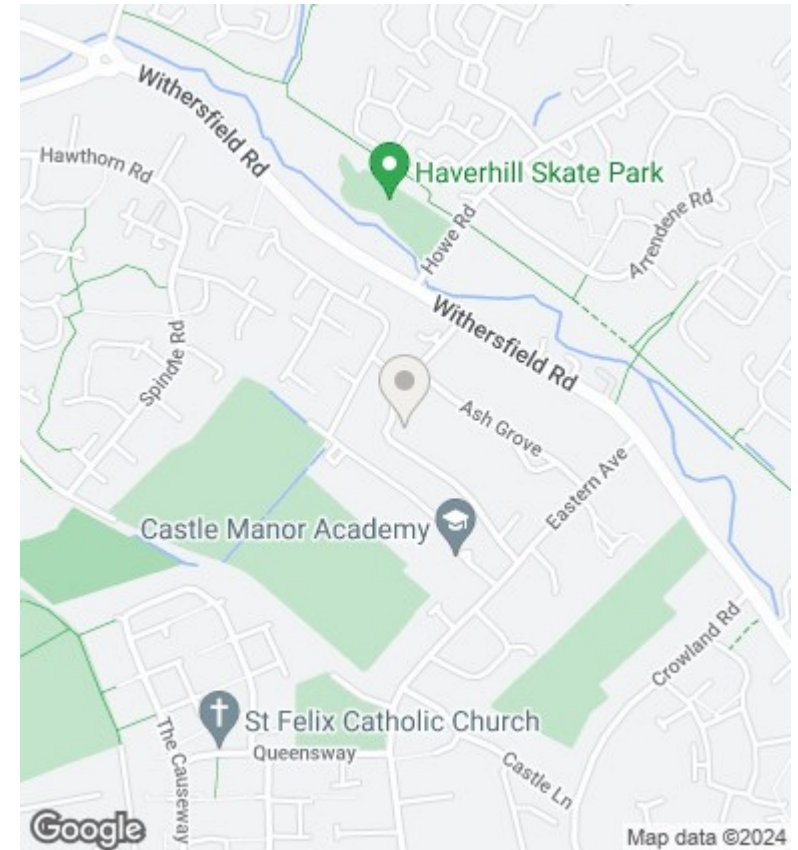 Withersfield Rd
Hawthorn Rd
Haverhill Skate Park
Arrendene Rd
Howe Rd
Withersfield Rd
Spindle Rd
Ash Grove
Eastern Ave
Castle Manor Academy
Crowland Rd
St Felix Catholic Church
The Causeway
Queensway
Castle Ln
Google
Map data ©2024